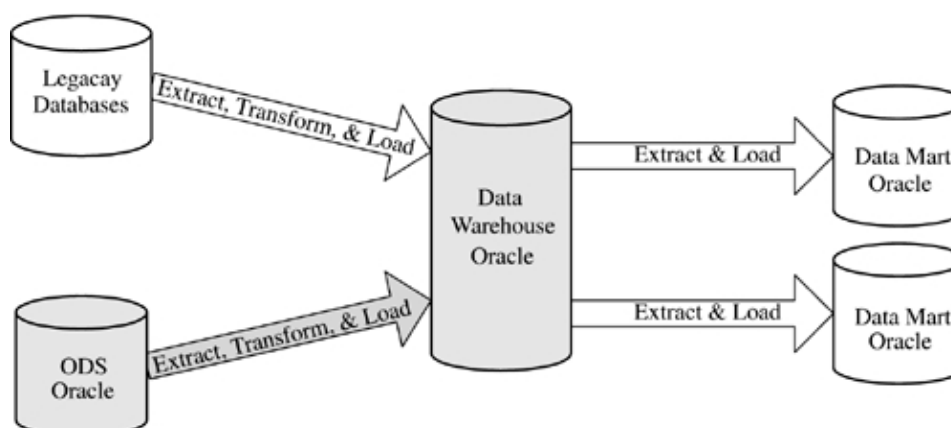 Legacay
Databases
Extract, Transform, & Load
Data
Warehouse
Oracle
Extract & Load
Data Mart
Oracle
ODS
Oracle
Extract, Transform, & Load
Extract & Load
Data Mart
Oracle